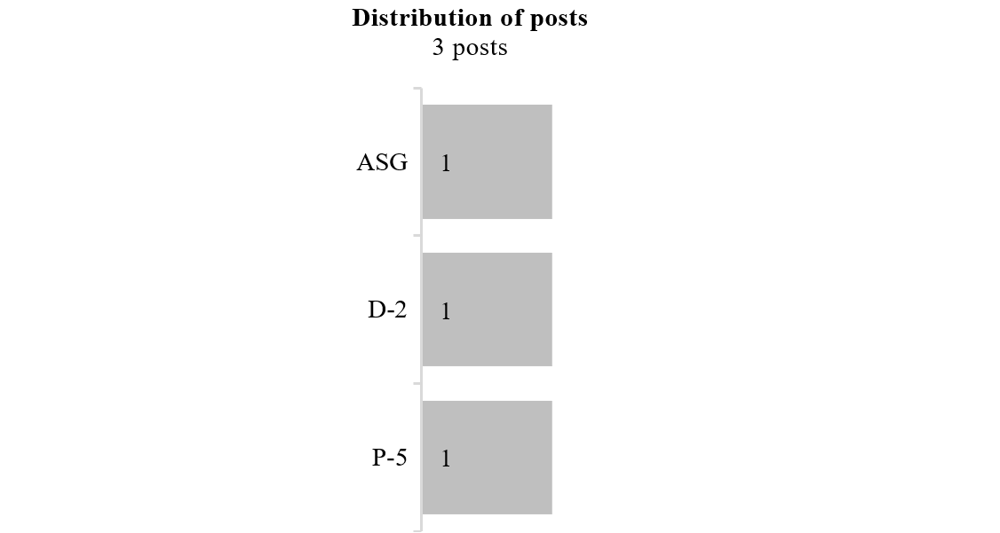 Distribution of posts
3 posts
ASG 1
D-2 1
P-5 1